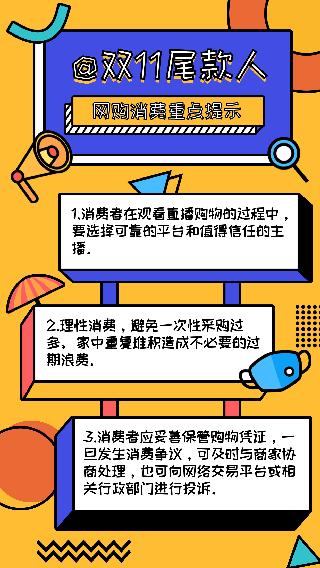 @双11尾款人
网购消费重点提示
1.消费者在观看直播购物的过程中，
要选择可靠的平台和值得信任的主
播。
2.理性消费，避免一次性采购过
多。家中重复堆积造成不必要的过
期浪费。
3.消费者应妥善保管购物凭证，一
旦发生消费争议，可及时与商家协
商处理，也可向网络交易平台或相
关行政部门进行投诉。